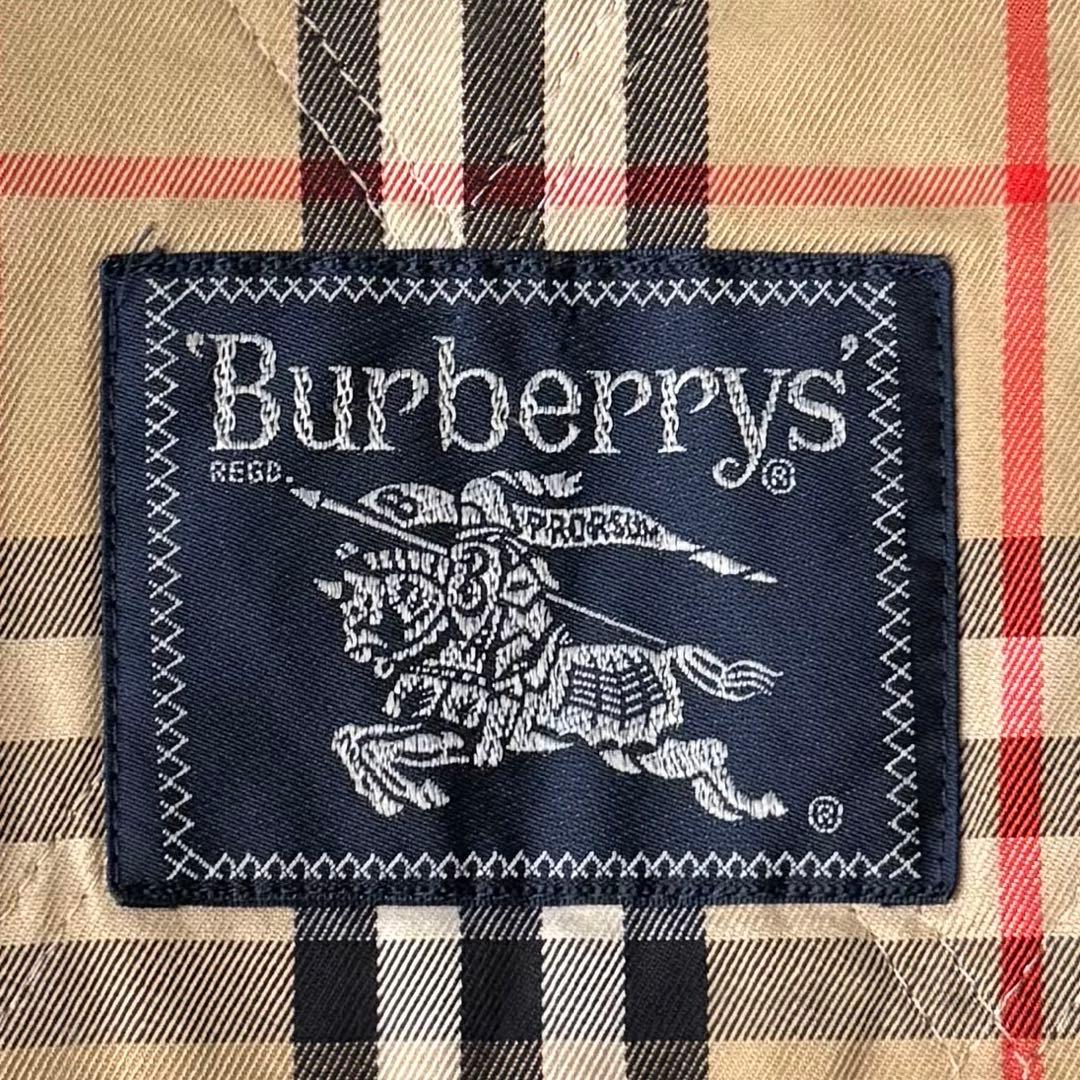 'Burberrys'
REGD. ®
B PRORSUM
B
®